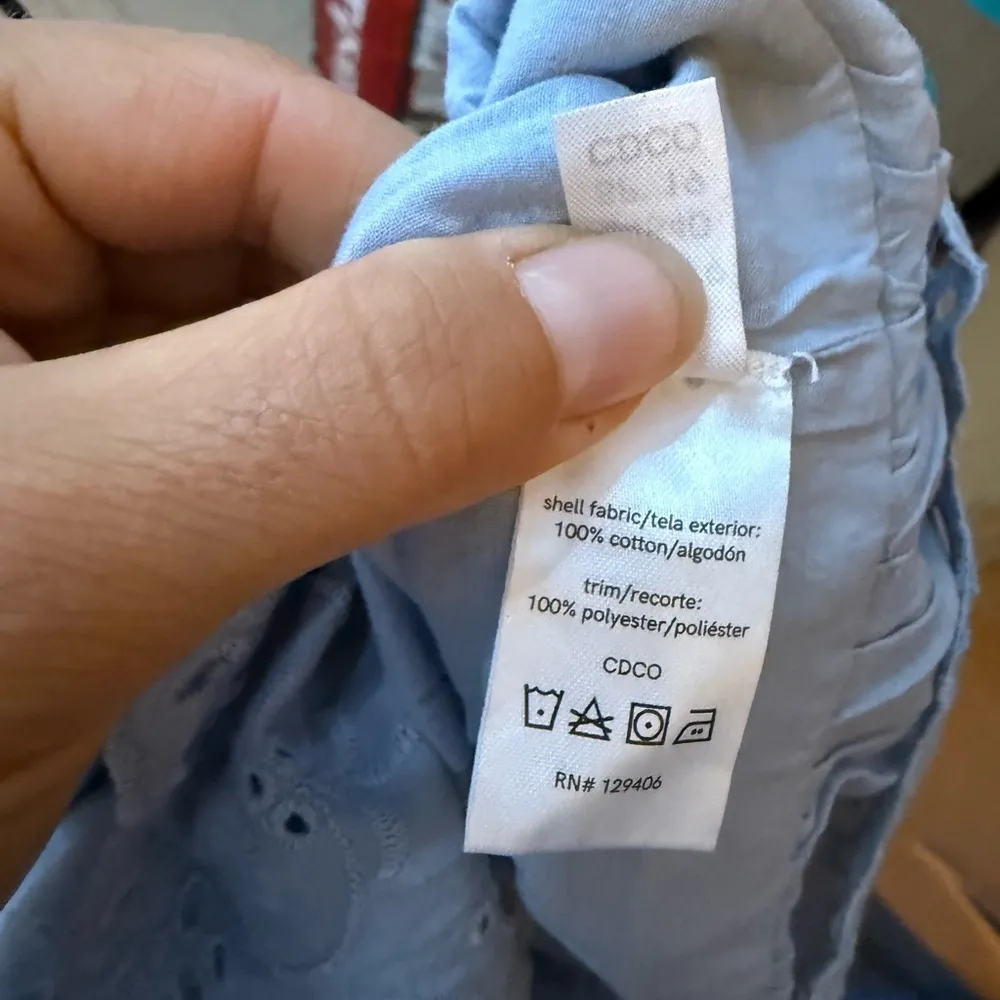 CDCO
shell fabric/tela exterior:
100% cotton/algodón
trim/recorte:
100% polyester/poliéster
CDCO
RN# 129406